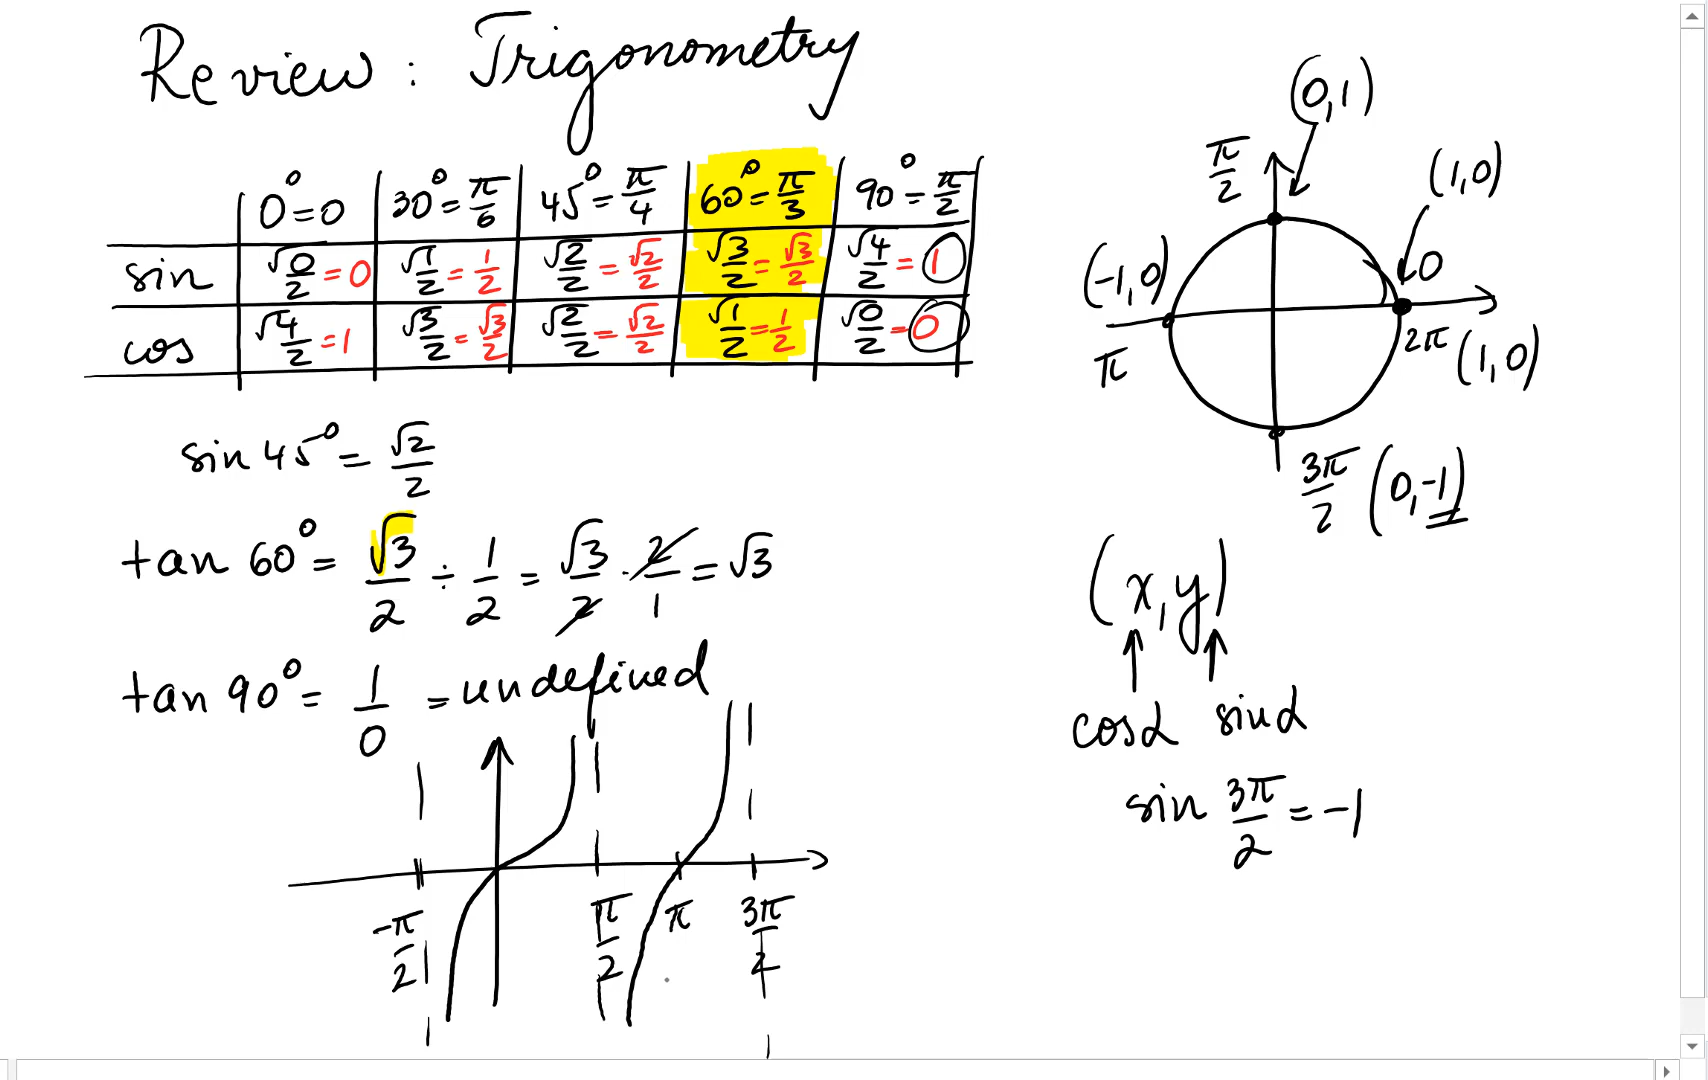 Review: Trigonometry
0°=0 30°=π/6 45°=π/4 60°=π/3 90°=π/2
sin √0/2=0 √1/2=1/2 √2/2=√2/2 √3/2=√3/2 √4/2=1
cos √4/2=1 √3/2=√3/2 √2/2=√2/2 √1/2=1/2 √0/2=0
sin 45°=√2/2
tan 60°=√3/2÷1/2=√3/2·2/1=√3
tan 90°=1/0=undefined
-π/2 π/2 π 3π/2
(0,1)
π/2
(1,0)
(-1,0)
0
π
2π (1,0)
3π/2 (0,-1)
(x,y)
cosα sinα
sin 3π/2=-1